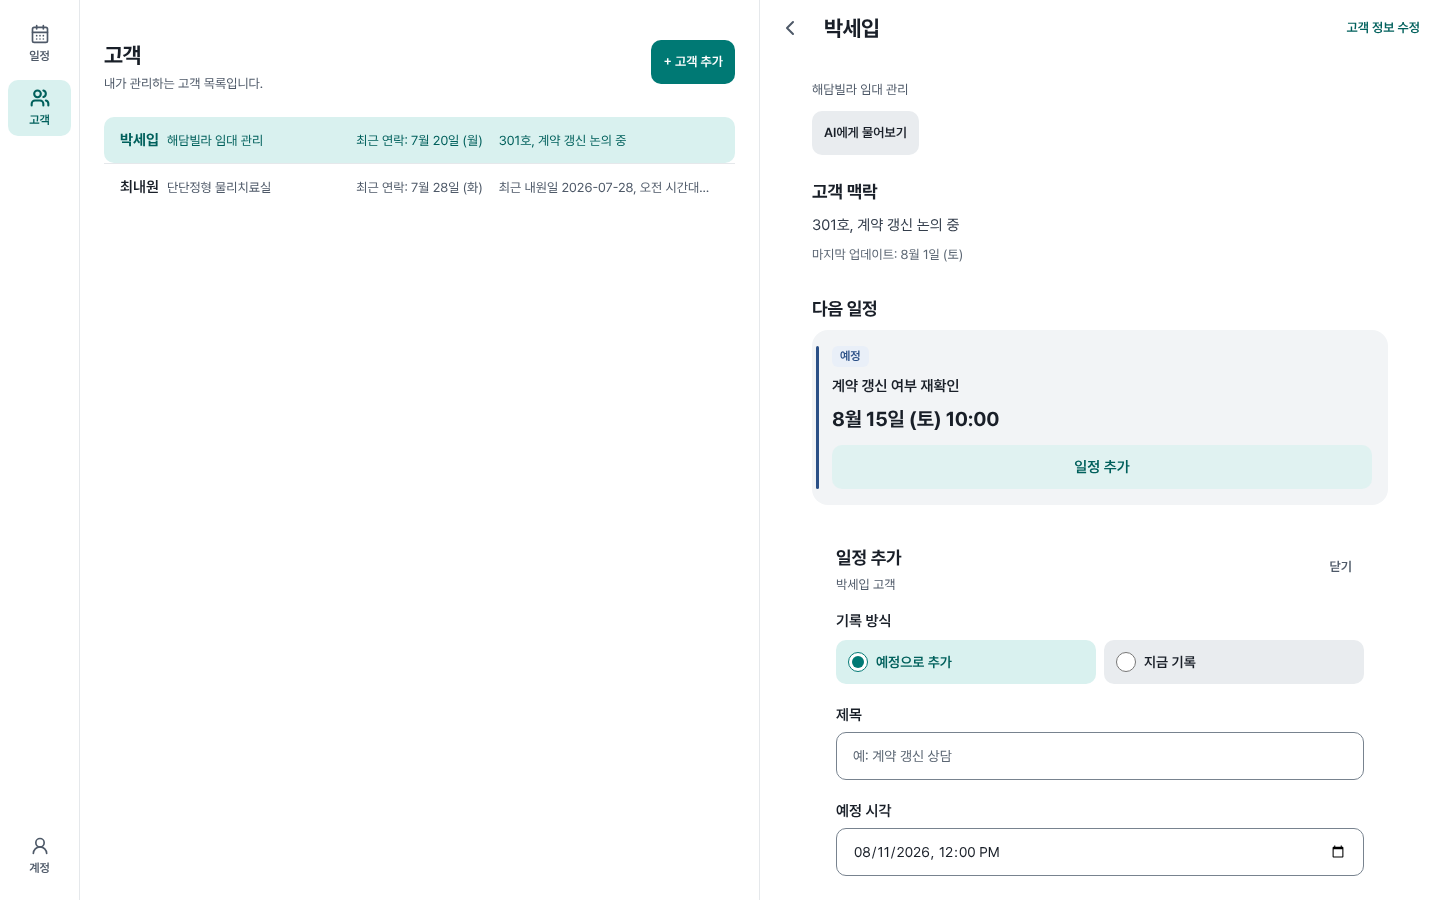 일정
고객
계정
고객
내가 관리하는 고객 목록입니다.
+ 고객 추가
박세입 해담빌라 임대 관리 최근 연락: 7월 20일 (월) 301호, 계약 갱신 논의 중
최내원 단단정형 물리치료실 최근 연락: 7월 28일 (화) 최근 내원일 2026-07-28, 오전 시간대…
박세입
고객 정보 수정
해담빌라 임대 관리
AI에게 물어보기
고객 맥락
301호, 계약 갱신 논의 중
마지막 업데이트: 8월 1일 (토)
다음 일정
예정
계약 갱신 여부 재확인
8월 15일 (토) 10:00
일정 추가
일정 추가
닫기
박세입 고객
기록 방식
예정으로 추가
지금 기록
제목
예: 계약 갱신 상담
예정 시각
08/11/2026, 12:00 PM